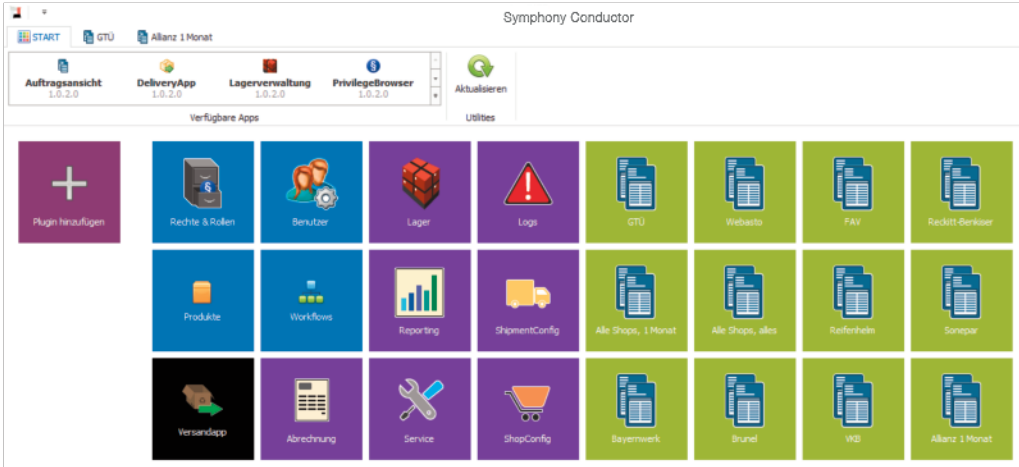 Symphony Conductor
START GTÜ Allianz 1 Monat
Auftragsansicht DeliveryApp Lagerverwaltung PrivilegeBrowser
1.0.2.0 1.0.2.0 1.0.2.0 1.0.2.0
Aktualisieren
Verfügbare Apps Utilities
Plugin hinzufügen Rechte & Rollen Benutzer Lager Logs GTÜ Webasto FAV Reckitt-Benkiser
Produkte Workflows Reporting ShipmentConfig Alle Shops, 1 Monat Alle Shops, alles Reifenhelm Sonepar
Versandapp Abrechnung Service ShopConfig Bayernwerk Brunel VKB Allianz 1 Monat